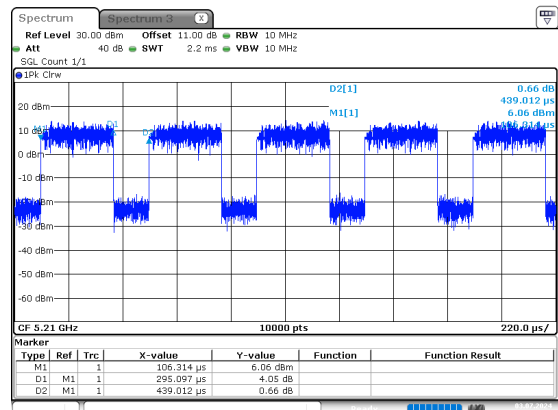 Spectrum Spectrum 3 X
Ref Level 30.00 dBm Offset 11.00 dB RBW 10 MHz
Att 40 dB SWT 2.2 ms VBW 10 MHz
SGL Count 1/1
1Pk Clrw
D2[1] 0.66 dB
439.012 µs
20 dBm M1[1] 6.06 dBm
D1
10 dBm D2
0 dBm
-10 dBm
-30 dBm
-40 dBm
-50 dBm
-60 dBm
CF 5.21 GHz 10000 pts 220.0 µs/
Marker
Type Ref Trc X-value Y-value Function Function Result
M1 1 106.314 µs 6.06 dBm
D1 M1 1 295.097 µs 4.05 dB
D2 M1 1 439.012 µs 0.66 dB